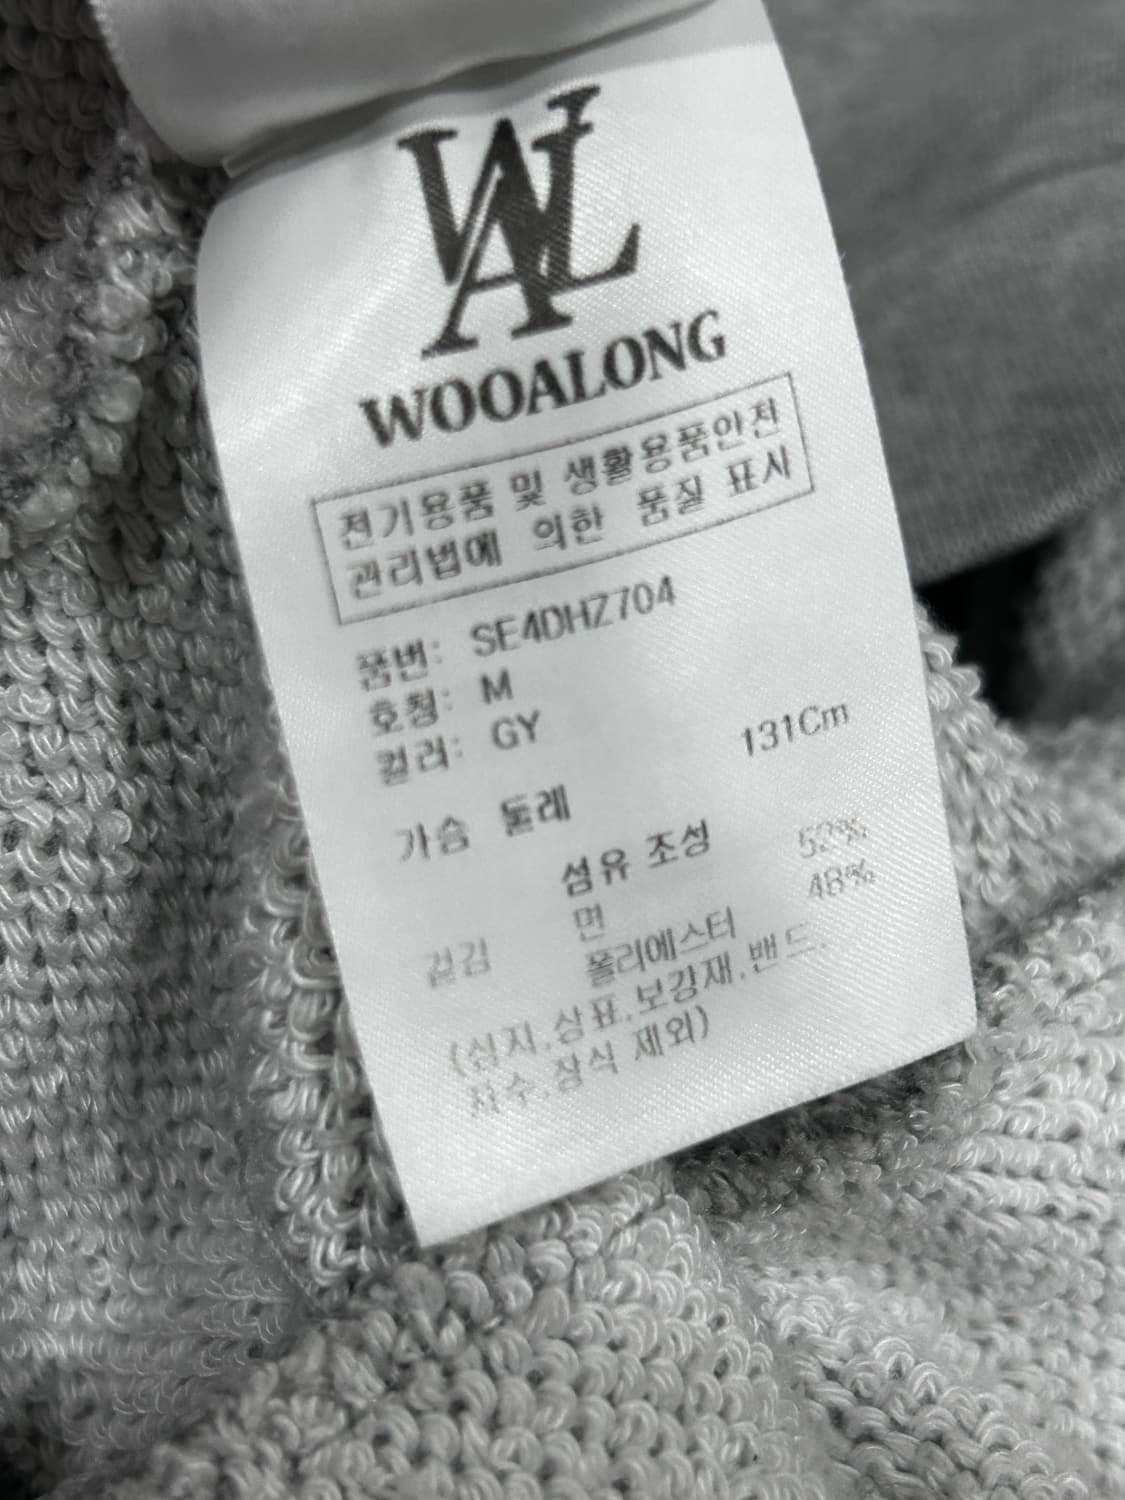 WAL
WOOALONG
전기용품 및 생활용품안전
관리법에 의한 품질 표시
품번: SE4DHZ704
호칭: M
컬러: GY
가슴 둘레 131Cm
섬유 조성
겉감 면 52%
폴리에스터 48%
(심지,상표,보강재,밴드,
자수,장식 제외)